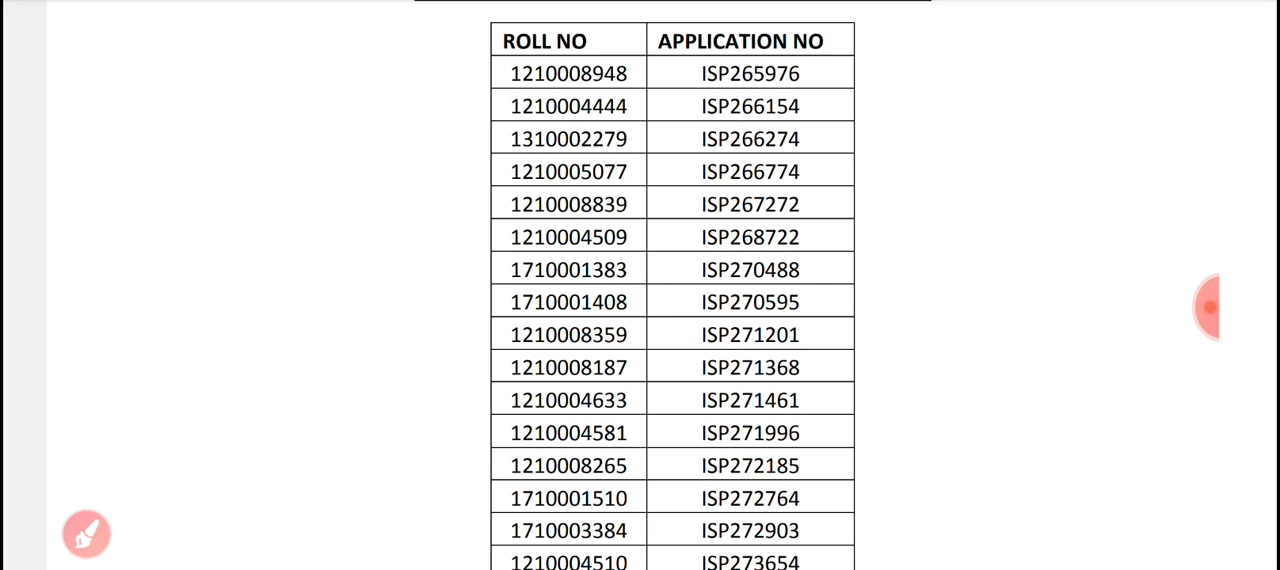 ROLL NO APPLICATION NO
1210008948 ISP265976
1210004444 ISP266154
1310002279 ISP266274
1210005077 ISP266774
1210008839 ISP267272
1210004509 ISP268722
1710001383 ISP270488
1710001408 ISP270595
1210008359 ISP271201
1210008187 ISP271368
1210004633 ISP271461
1210004581 ISP271996
1210008265 ISP272185
1710001510 ISP272764
1710003384 ISP272903
1210004510 ISP273654